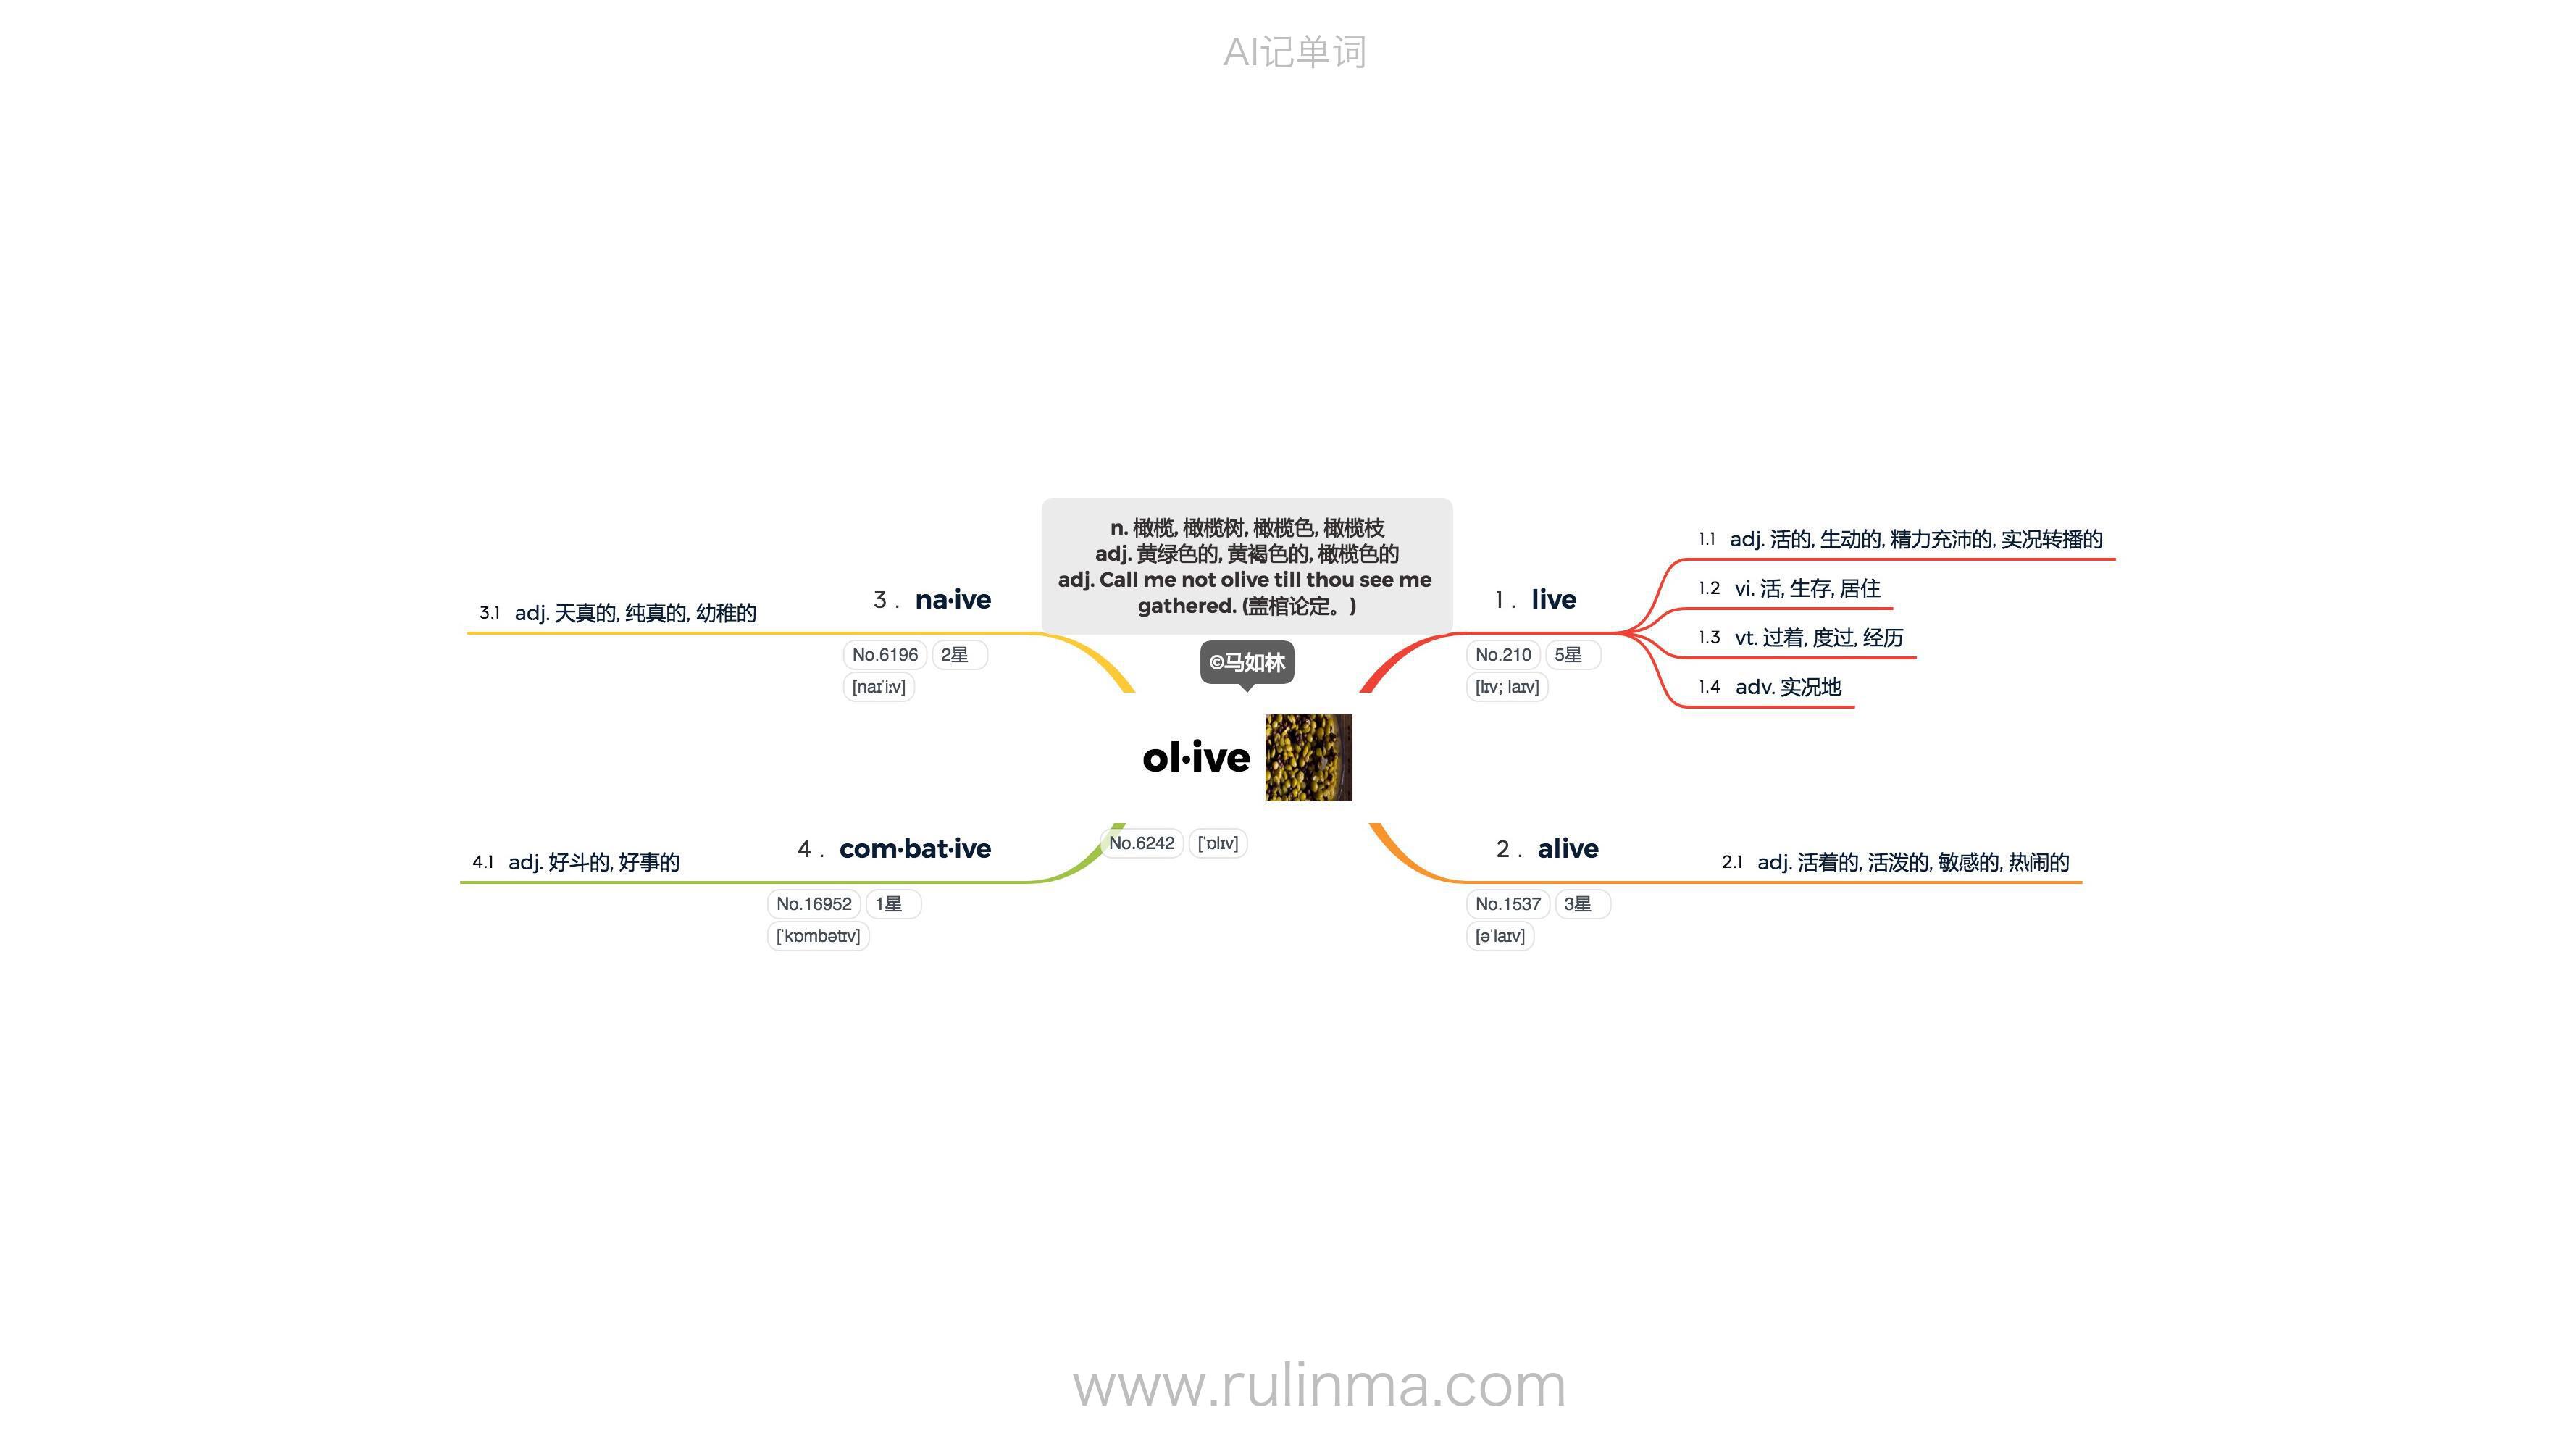 AI记单词
n. 橄榄, 橄榄树, 橄榄色, 橄榄枝
adj. 黄绿色的, 黄褐色的, 橄榄色的
adj. Call me not olive till thou see me
gathered. (盖棺论定。)
©马如林
ol·ive
No.6242 [ˈɒlɪv]
1 . live
No.210 5星
[lɪv; laɪv]
1.1 adj. 活的, 生动的, 精力充沛的, 实况转播的
1.2 vi. 活, 生存, 居住
1.3 vt. 过着, 度过, 经历
1.4 adv. 实况地
2 . alive
No.1537 3星
[əˈlaɪv]
2.1 adj. 活着的, 活泼的, 敏感的, 热闹的
3 . na·ive
No.6196 2星
[naɪˈiːv]
3.1 adj. 天真的, 纯真的, 幼稚的
4 . com·bat·ive
No.16952 1星
[ˈkɒmbətɪv]
4.1 adj. 好斗的, 好事的
www.rulinma.com